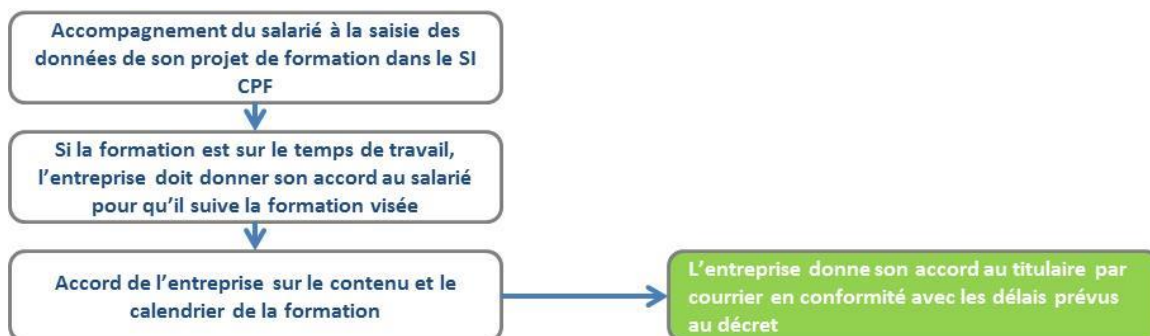 Accompagnement du salarié à la saisie des
données de son projet de formation dans le SI
CPF
Si la formation est sur le temps de travail,
l'entreprise doit donner son accord au salarié
pour qu'il suive la formation visée
Accord de l'entreprise sur le contenu et le
calendrier de la formation
L'entreprise donne son accord au titulaire par
courrier en conformité avec les délais prévus
au décret